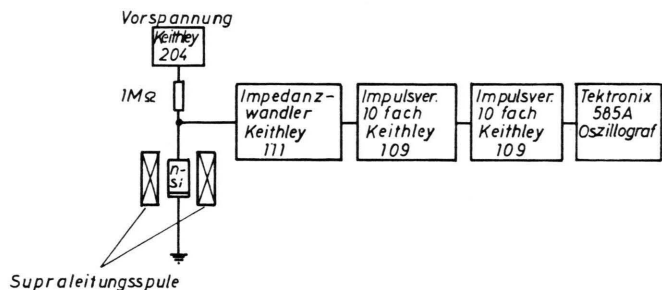 Vorspannung
Keithley
204
1MΩ
Impedanz-
wandler
Keithley
111
Impulsver.
10 fach
Keithley
109
Impulsver.
10 fach
Keithley
109
Tektronix
585A
Oszillograf
n-
si
Supraleitungsspule